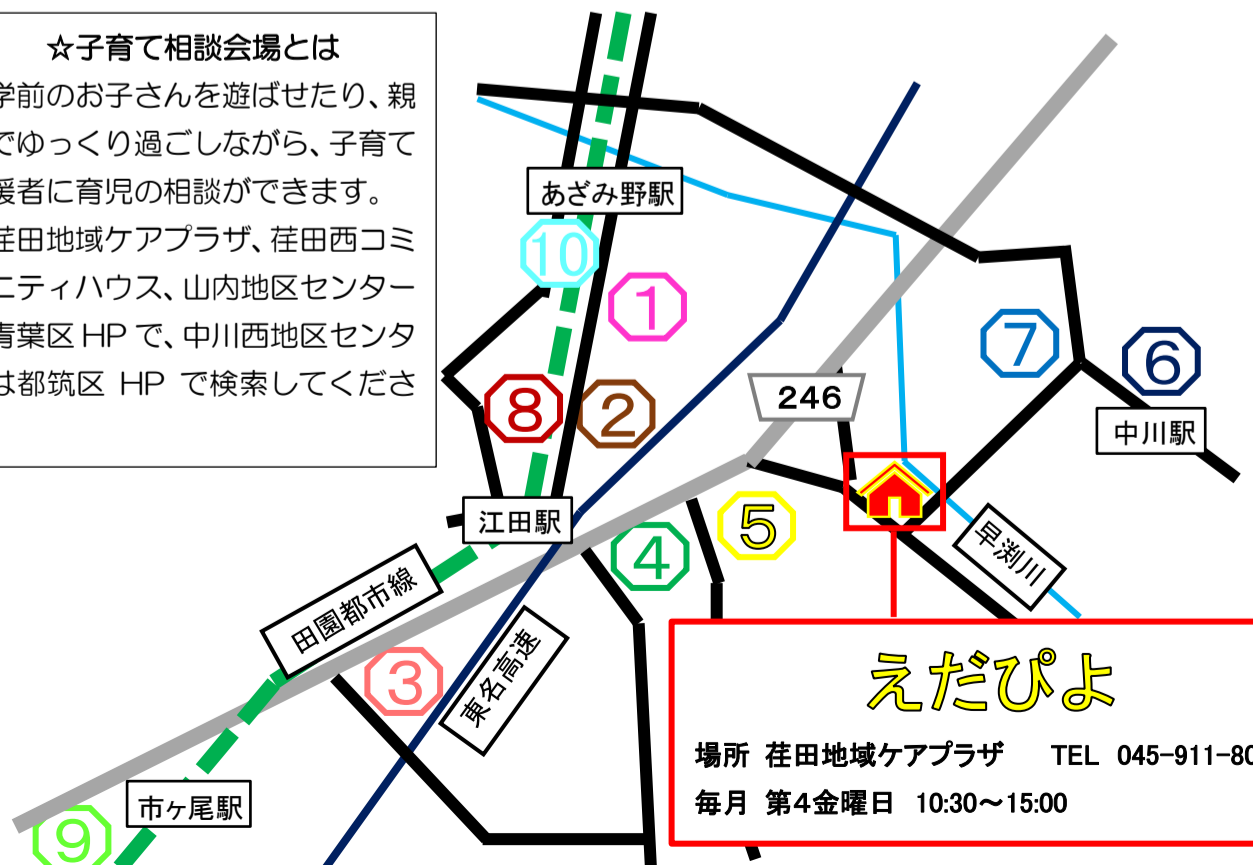 ☆子育て相談会場とは
学前のお子さんを遊ばせたり、親
でゆっくり過ごしながら、子育て
援者に育児の相談ができます。
荏田地域ケアプラザ、荏田西コミ
ニティハウス、山内地区センター
青葉区HPで、中川西地区センタ
は都筑区 HP で検索してくださ
あざみ野駅
10
1
7
6
8
2
246
中川駅
江田駅
5
4
早渕川
田園都市線
3
東名高速
えだぴよ
場所 荏田地域ケアプラザ TEL 045-911-80
毎月 第4金曜日 10:30～15:00
市ヶ尾駅
9